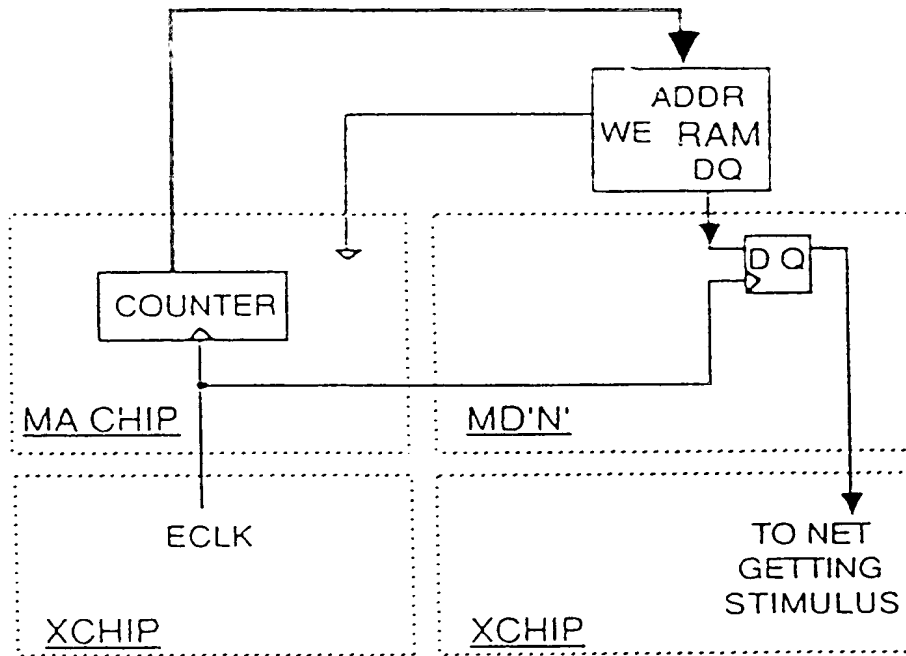 ADDR
WE RAM
DQ
D Q
COUNTER
MA CHIP
MD'N'
ECLK
TO NET
GETTING
STIMULUS
XCHIP
XCHIP